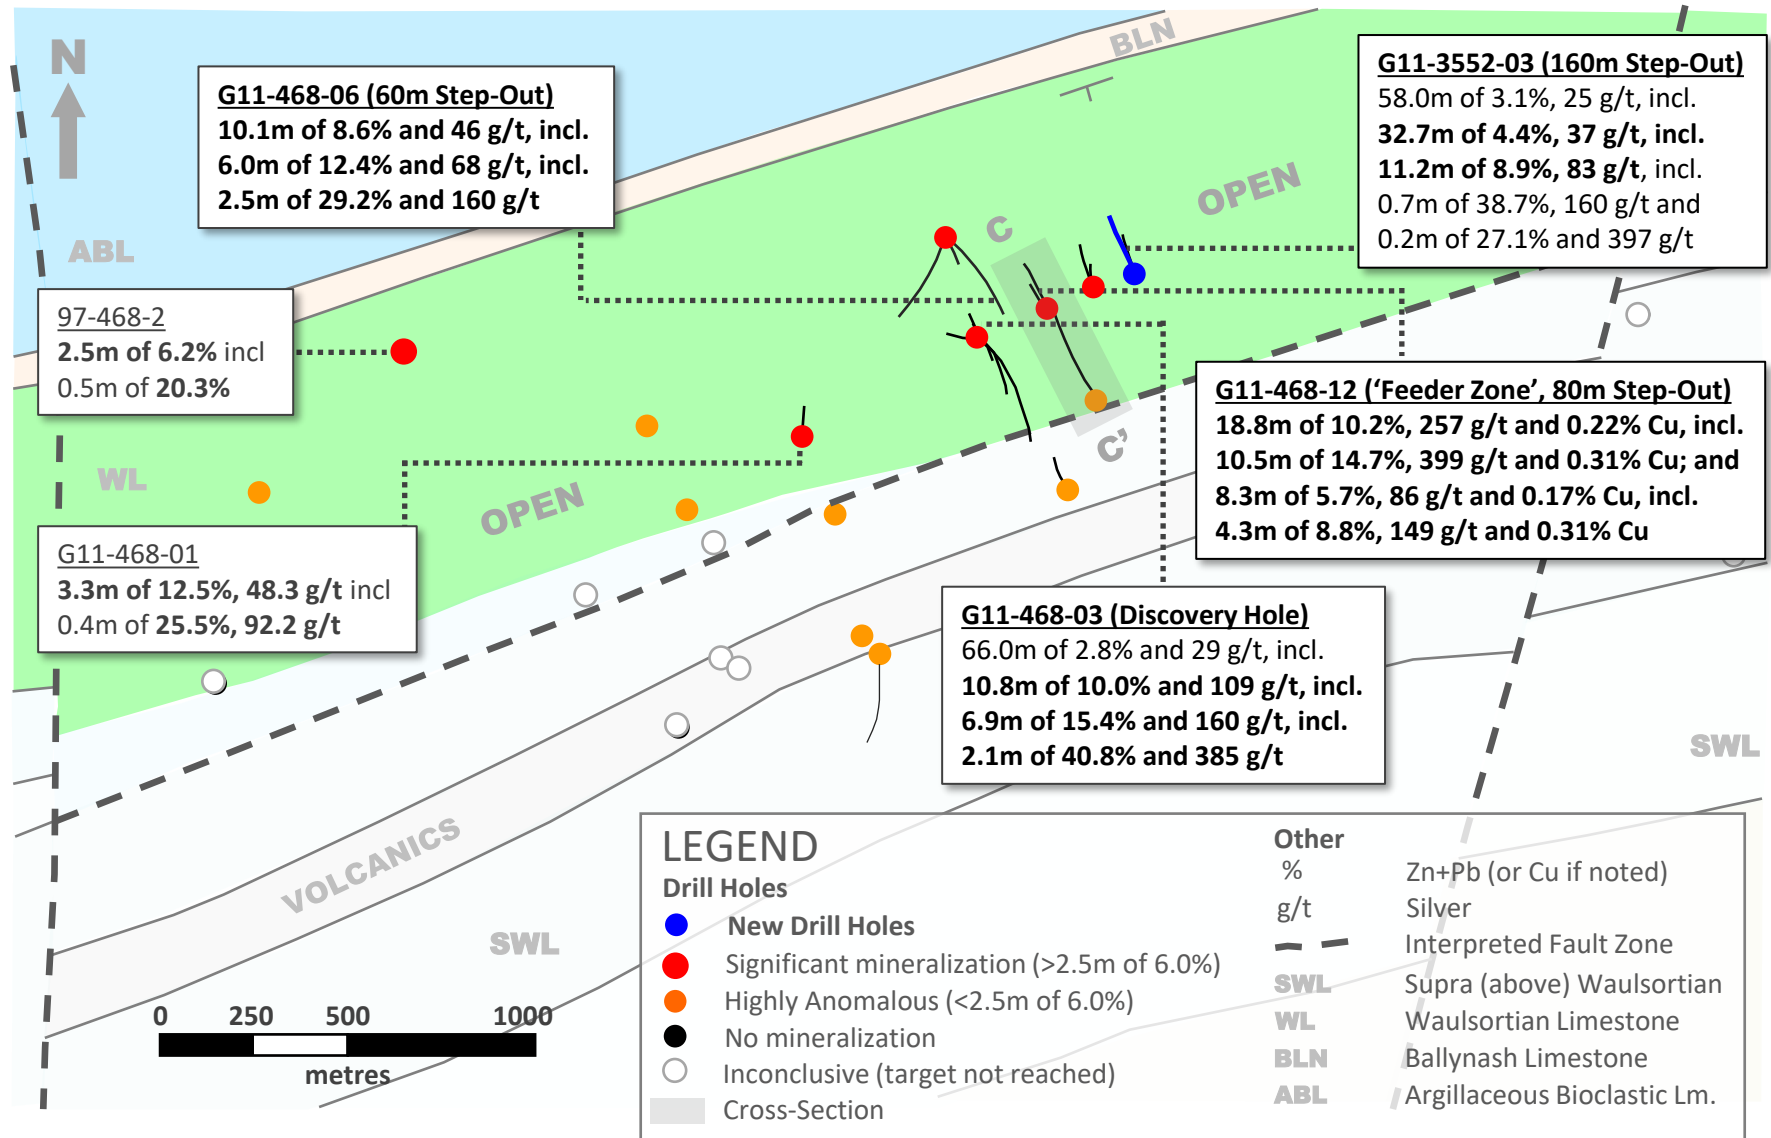 N
BLN
G11-468-06 (60m Step-Out)
10.1m of 8.6% and 46 g/t, incl.
6.0m of 12.4% and 68 g/t, incl.
2.5m of 29.2% and 160 g/t
G11-3552-03 (160m Step-Out)
58.0m of 3.1%, 25 g/t, incl.
32.7m of 4.4%, 37 g/t, incl.
11.2m of 8.9%, 83 g/t, incl.
0.7m of 38.7%, 160 g/t and
0.2m of 27.1% and 397 g/t
OPEN
C
ABL
97-468-2
2.5m of 6.2% incl
0.5m of 20.3%
G11-468-12 (‘Feeder Zone’, 80m Step-Out)
18.8m of 10.2%, 257 g/t and 0.22% Cu, incl.
10.5m of 14.7%, 399 g/t and 0.31% Cu; and
8.3m of 5.7%, 86 g/t and 0.17% Cu, incl.
4.3m of 8.8%, 149 g/t and 0.31% Cu
C’
WL
OPEN
G11-468-01
3.3m of 12.5%, 48.3 g/t incl
0.4m of 25.5%, 92.2 g/t
G11-468-03 (Discovery Hole)
66.0m of 2.8% and 29 g/t, incl.
10.8m of 10.0% and 109 g/t, incl.
6.9m of 15.4% and 160 g/t, incl.
2.1m of 40.8% and 385 g/t
SWL
VOLCANICS
SWL
0 250 500 1000
metres
LEGEND
Drill Holes
New Drill Holes
Significant mineralization (>2.5m of 6.0%)
Highly Anomalous (<2.5m of 6.0%)
No mineralization
Inconclusive (target not reached)
Cross-Section
Other
% Zn+Pb (or Cu if noted)
g/t Silver
Interpreted Fault Zone
SWL Supra (above) Waulsortian
WL Waulsortian Limestone
BLN Ballynash Limestone
ABL Argillaceous Bioclastic Lm.